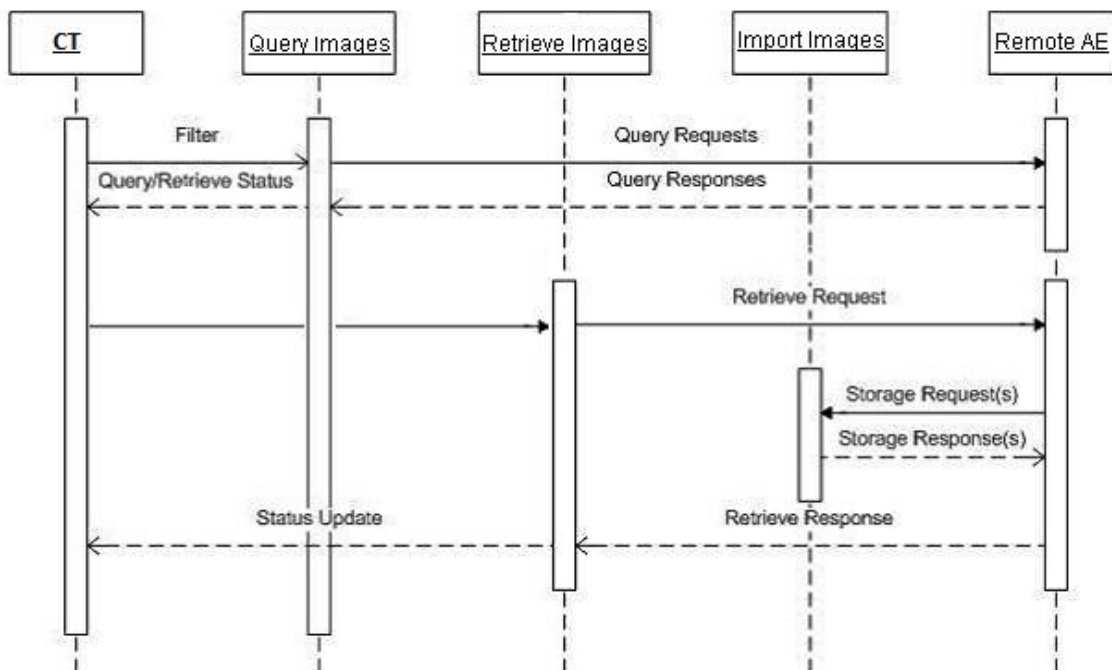 CT
Query Images
Retrieve Images
Import Images
Remote AE
Filter
Query Requests
Query/Retrieve Status
Query Responses
Retrieve Request
Storage Request(s)
Storage Response(s)
Status Update
Retrieve Response